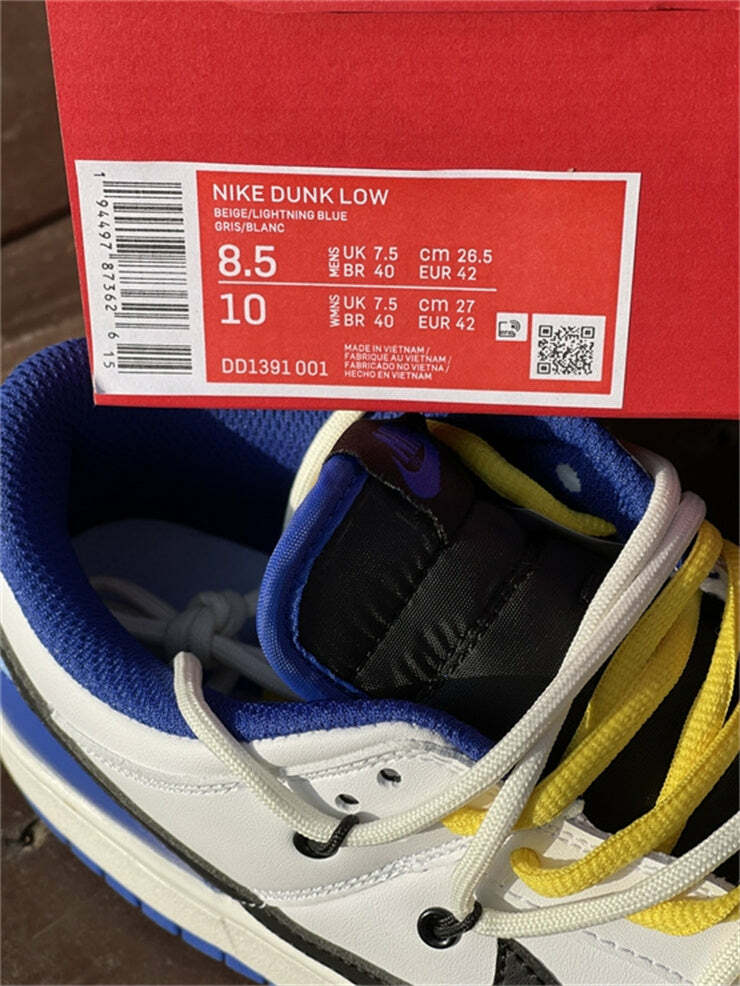 NIKE DUNK LOW
BEIGE/LIGHTNING BLUE
GRIS/BLANC
8.5 MENS UK 7.5 cm 26.5
BR 40 EUR 42
10 WMNS UK 7.5 cm 27
BR 40 EUR 42
DD1391 001
MADE IN VIETNAM /
FABRIQUE AU VIETNAM /
FABRICADO NO VIETNA /
HECHO EN VIETNAM
1 94497 87362 6 15